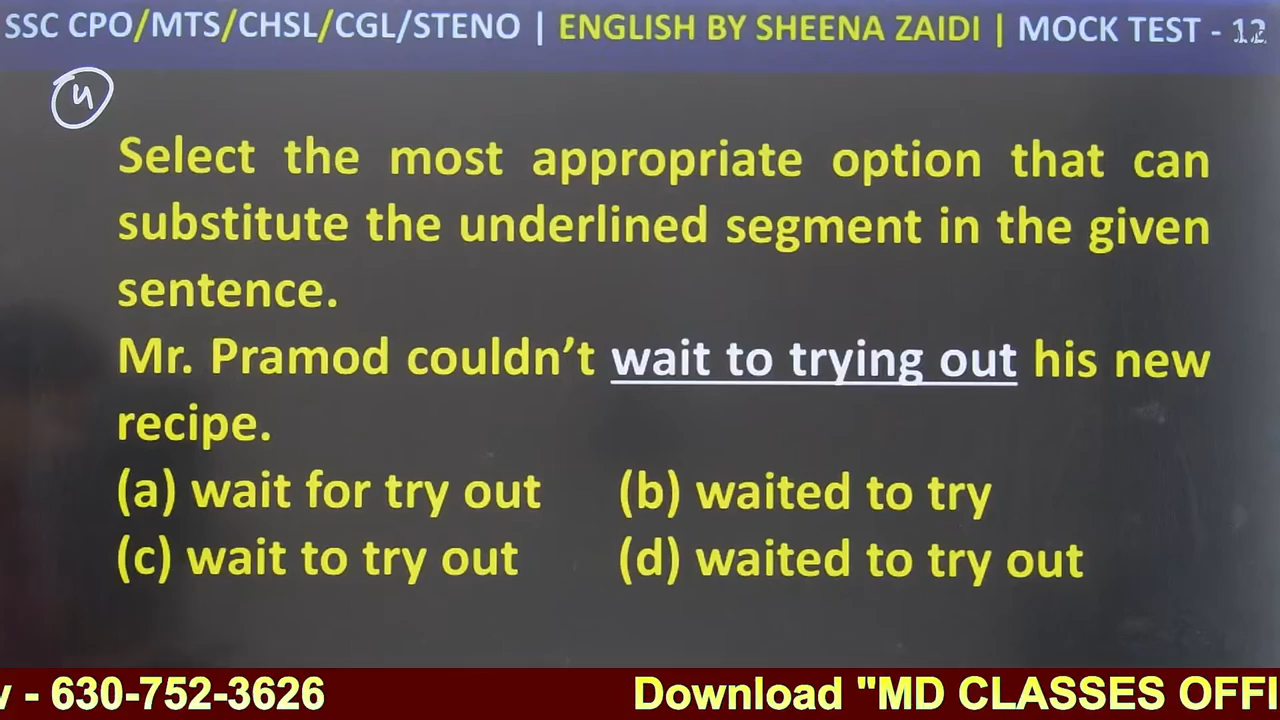 SSC CPO/MTS/CHSL/CGL/STENO | ENGLISH BY SHEENA ZAIDI | MOCK TEST - 12
4
Select the most appropriate option that can
substitute the underlined segment in the given
sentence.
Mr. Pramod couldn't wait to trying out his new
recipe.
(a) wait for try out (b) waited to try
(c) wait to try out (d) waited to try out
- 630-752-3626 Download "MD CLASSES